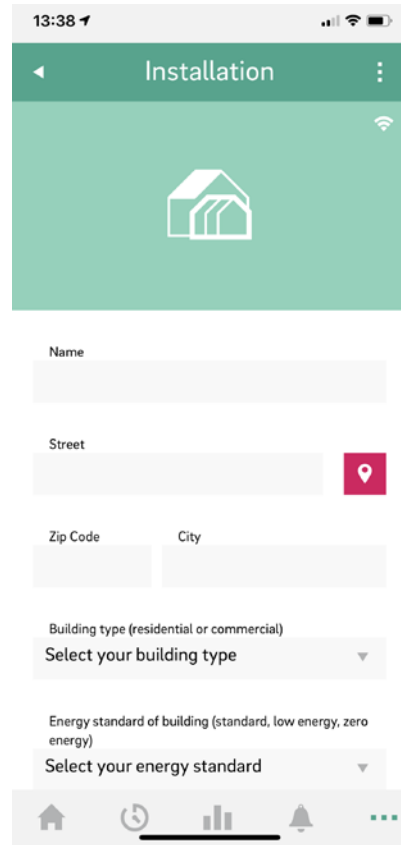 13:38
Installation
Name
Street
Zip Code City
Building type (residential or commercial)
Select your building type
Energy standard of building (standard, low energy, zero
energy)
Select your energy standard